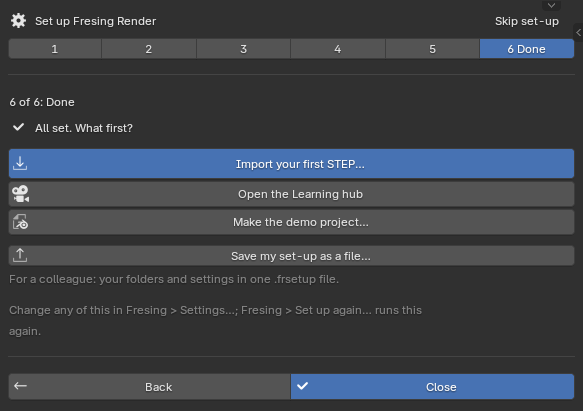 Set up Fresing Render
Skip set-up
1 2 3 4 5 6 Done
6 of 6: Done
All set. What first?
Import your first STEP...
Open the Learning hub
Make the demo project...
Save my set-up as a file...
For a colleague: your folders and settings in one .frsetup file.
Change any of this in Fresing > Settings...; Fresing > Set up again... runs this
again.
Back
Close